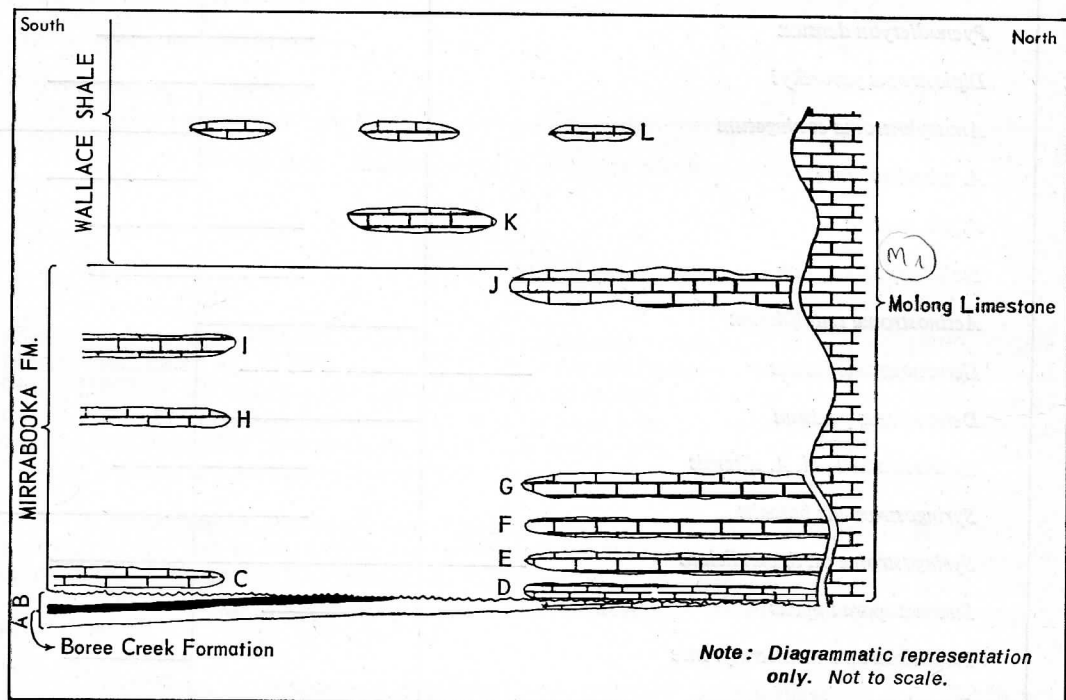 South
North
WALLACE SHALE
L
K
M1
J
Molong Limestone
MIRRABOOKA FM.
I
H
G
F
E
D
C
A B
Boree Creek Formation
Note: Diagrammatic representation
only. Not to scale.